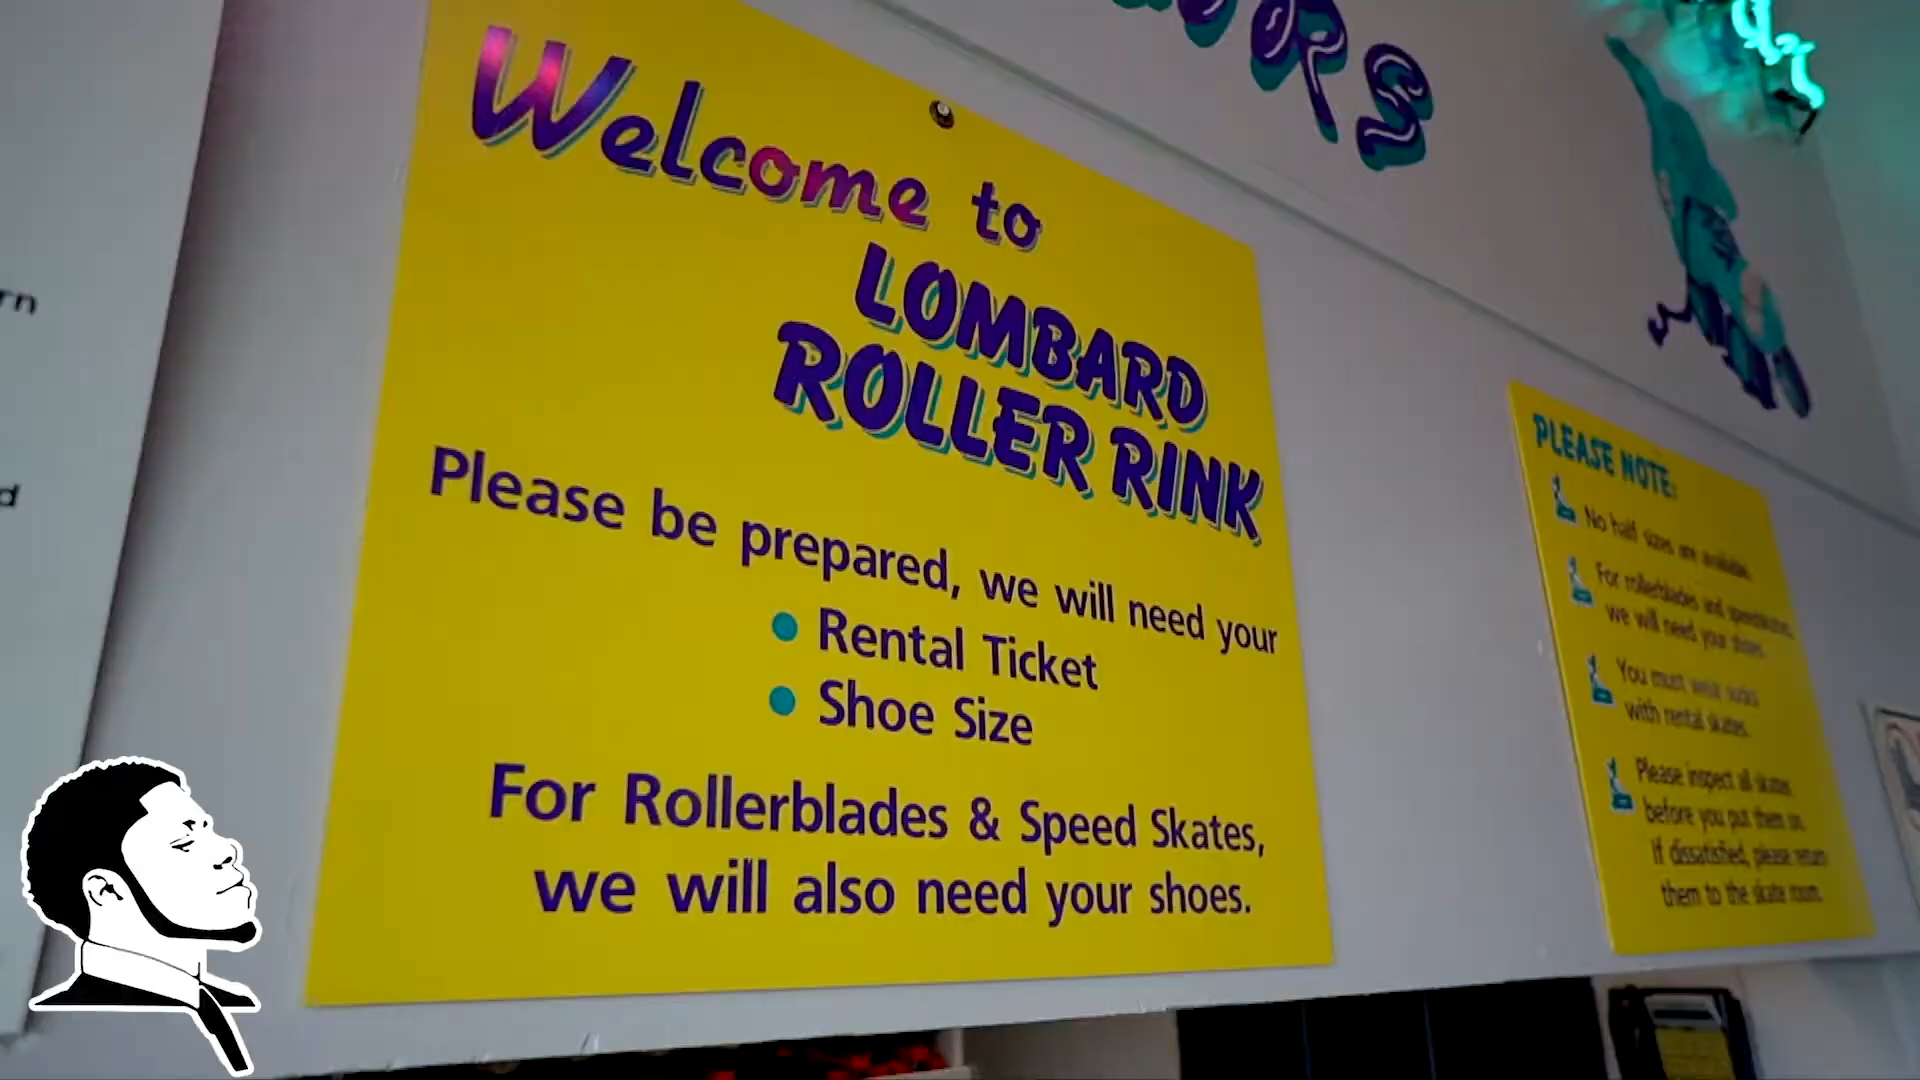 rn
d
Welcome to
LOMBARD
ROLLER RINK
Please be prepared, we will need your
• Rental Ticket
• Shoe Size
For Rollerblades & Speed Skates,
we will also need your shoes.
PLEASE NOTE:
No half sizes are available.
For rollerblades and speedskates,
we will need your shoes.
You must wear socks
with rental skates.
Please inspect all skates
before you put them on.
If dissatisfied, please return
them to the skate room.